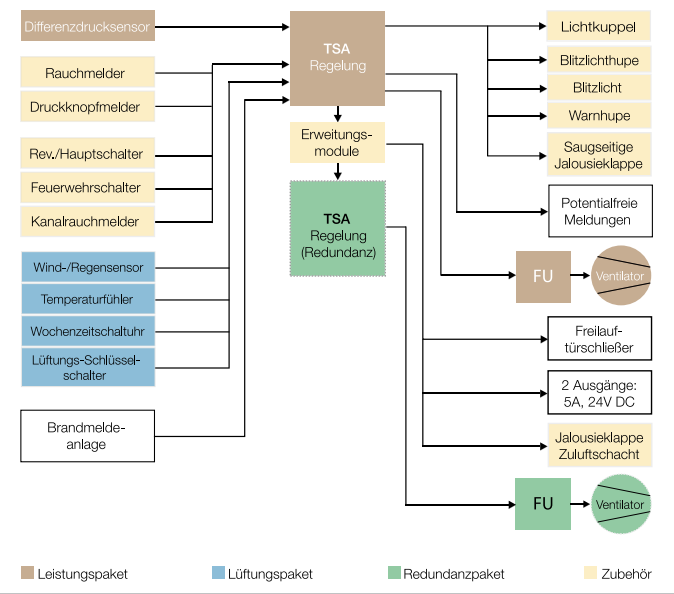 Differenzdrucksensor
Rauchmelder
Druckknopfmelder
Rev./Hauptschalter
Feuerwehrschalter
Kanalrauchmelder
Wind-/Regensensor
Temperaturfühler
Wochenzeitschaltuhr
Lüftungs-Schlüssel-
schalter
Brandmelde-
anlage
TSA
Regelung
Erweitungs-
module
TSA
Regelung
(Redundanz)
Lichtkuppel
Blitzlichthupe
Blitzlicht
Warnhupe
Saugseitige
Jalousieklappe
Potentialfreie
Meldungen
FU
Ventilator
Freilauf-
türschließer
2 Ausgänge:
5A, 24V DC
Jalousieklappe
Zuluftschacht
FU
Ventilator
Leistungspaket
Lüftungspaket
Redundanzpaket
Zubehör